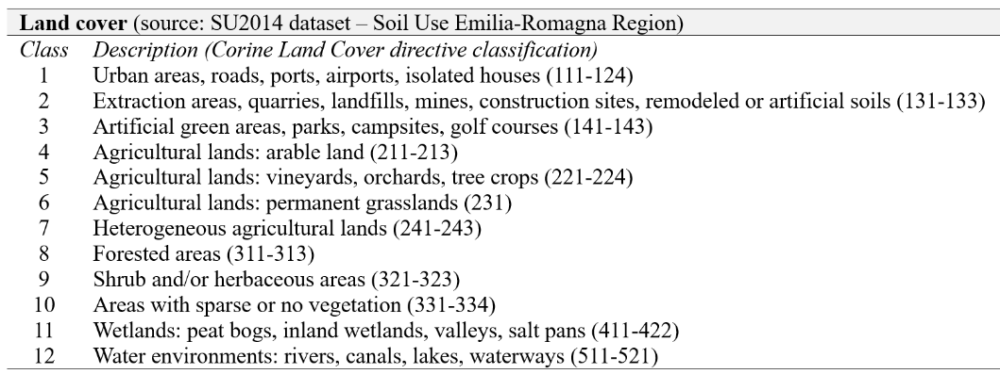 Land cover (source: SU2014 dataset – Soil Use Emilia-Romagna Region)
Class Description (Corine Land Cover directive classification)
1 Urban areas, roads, ports, airports, isolated houses (111-124)
2 Extraction areas, quarries, landfills, mines, construction sites, remodeled or artificial soils (131-133)
3 Artificial green areas, parks, campsites, golf courses (141-143)
4 Agricultural lands: arable land (211-213)
5 Agricultural lands: vineyards, orchards, tree crops (221-224)
6 Agricultural lands: permanent grasslands (231)
7 Heterogeneous agricultural lands (241-243)
8 Forested areas (311-313)
9 Shrub and/or herbaceous areas (321-323)
10 Areas with sparse or no vegetation (331-334)
11 Wetlands: peat bogs, inland wetlands, valleys, salt pans (411-422)
12 Water environments: rivers, canals, lakes, waterways (511-521)